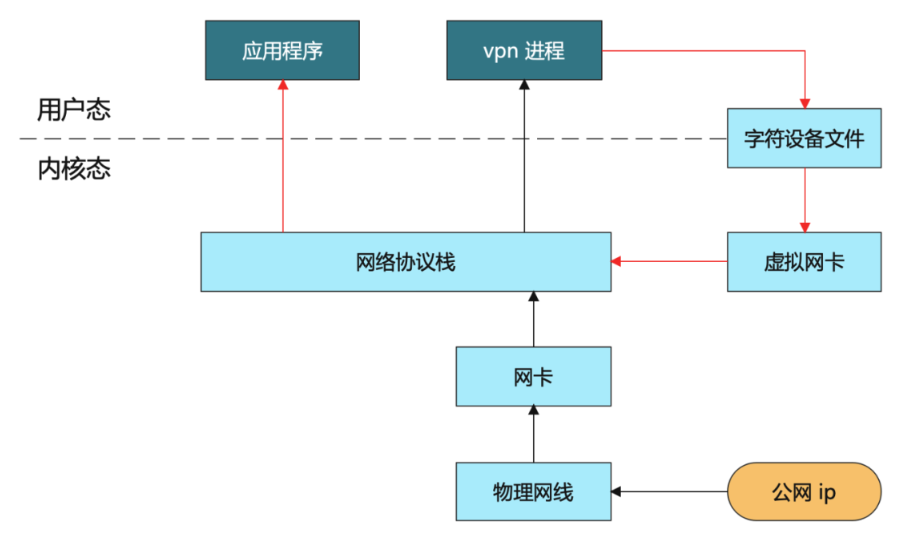 应用程序
vpn 进程
用户态
字符设备文件
内核态
网络协议栈
虚拟网卡
网卡
物理网线
公网 ip